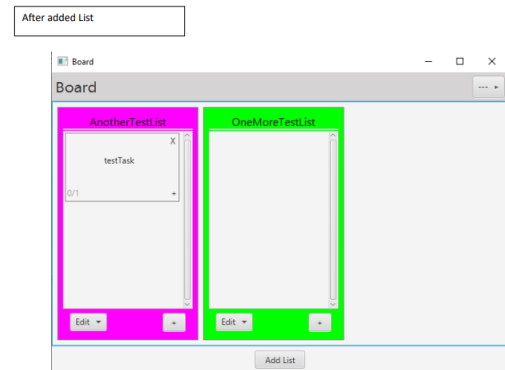 After added List
Board
Board
--- ▸
AnotherTestList
OneMoreTestList
X
testTask
0/1
+
Edit
+
Edit
+
Add List